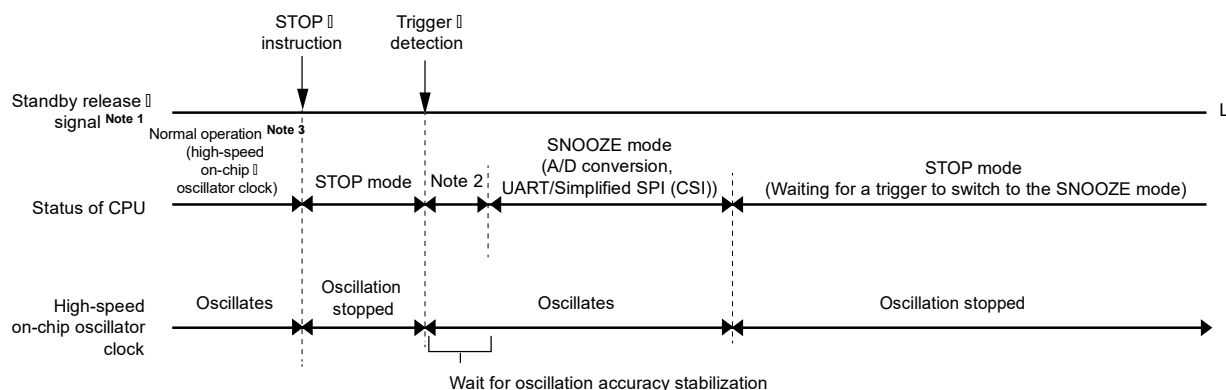 STOP
instruction
Trigger
detection
Standby release
signal Note 1
L
Normal operation Note 3
(high-speed
on-chip
oscillator clock)
STOP mode
Note 2
SNOOZE mode
(A/D conversion,
UART/Simplified SPI (CSI))
STOP mode
(Waiting for a trigger to switch to the SNOOZE mode)
Status of CPU
High-speed
on-chip oscillator
clock
Oscillates
Oscillation
stopped
Oscillates
Oscillation stopped
Wait for oscillation accuracy stabilization